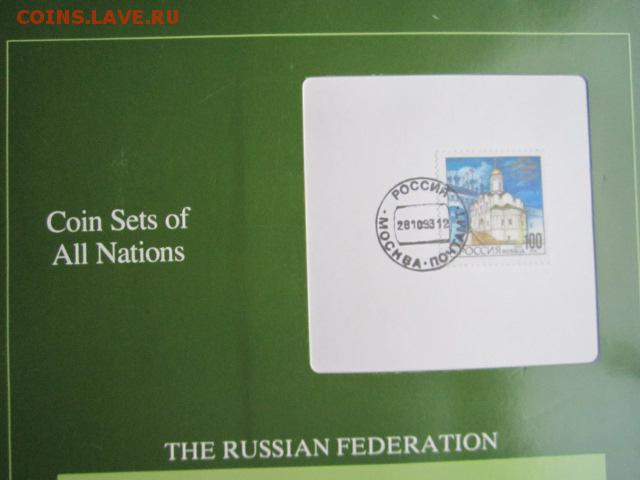 COINS.LAVE.RU
Coin Sets of
All Nations
РОССИЯ
28 10 93 12
МОСКВА · ПОЧТАМТ
100
РОССИЯ
THE RUSSIAN FEDERATION